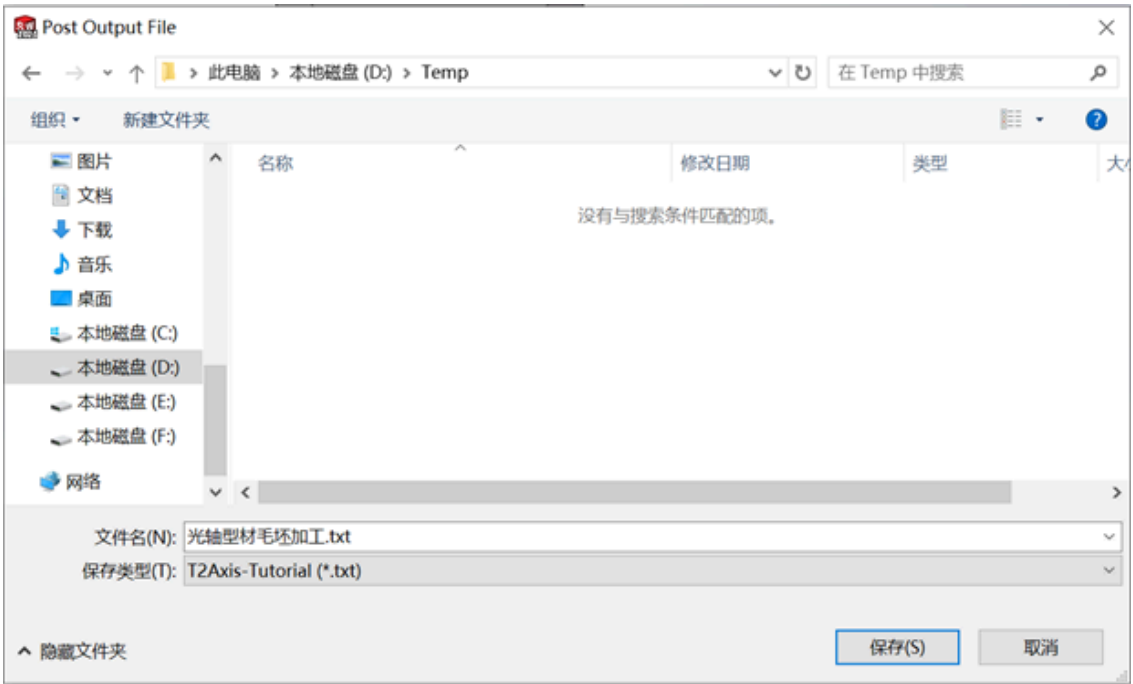 Post Output File
此电脑 › 本地磁盘 (D:) › Temp
在 Temp 中搜索
组织
新建文件夹
图片
文档
下载
音乐
桌面
本地磁盘 (C:)
本地磁盘 (D:)
本地磁盘 (E:)
本地磁盘 (F:)
网络
名称
修改日期
类型
没有与搜索条件匹配的项。
文件名(N): 光轴型材毛坯加工.txt
保存类型(T): T2Axis-Tutorial (*.txt)
隐藏文件夹
保存(S)
取消